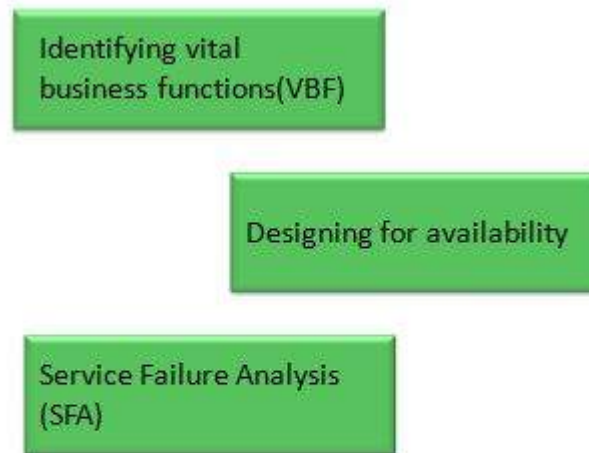 Identifying vital
business functions(VBF)
Designing for availability
Service Failure Analysis
(SFA)